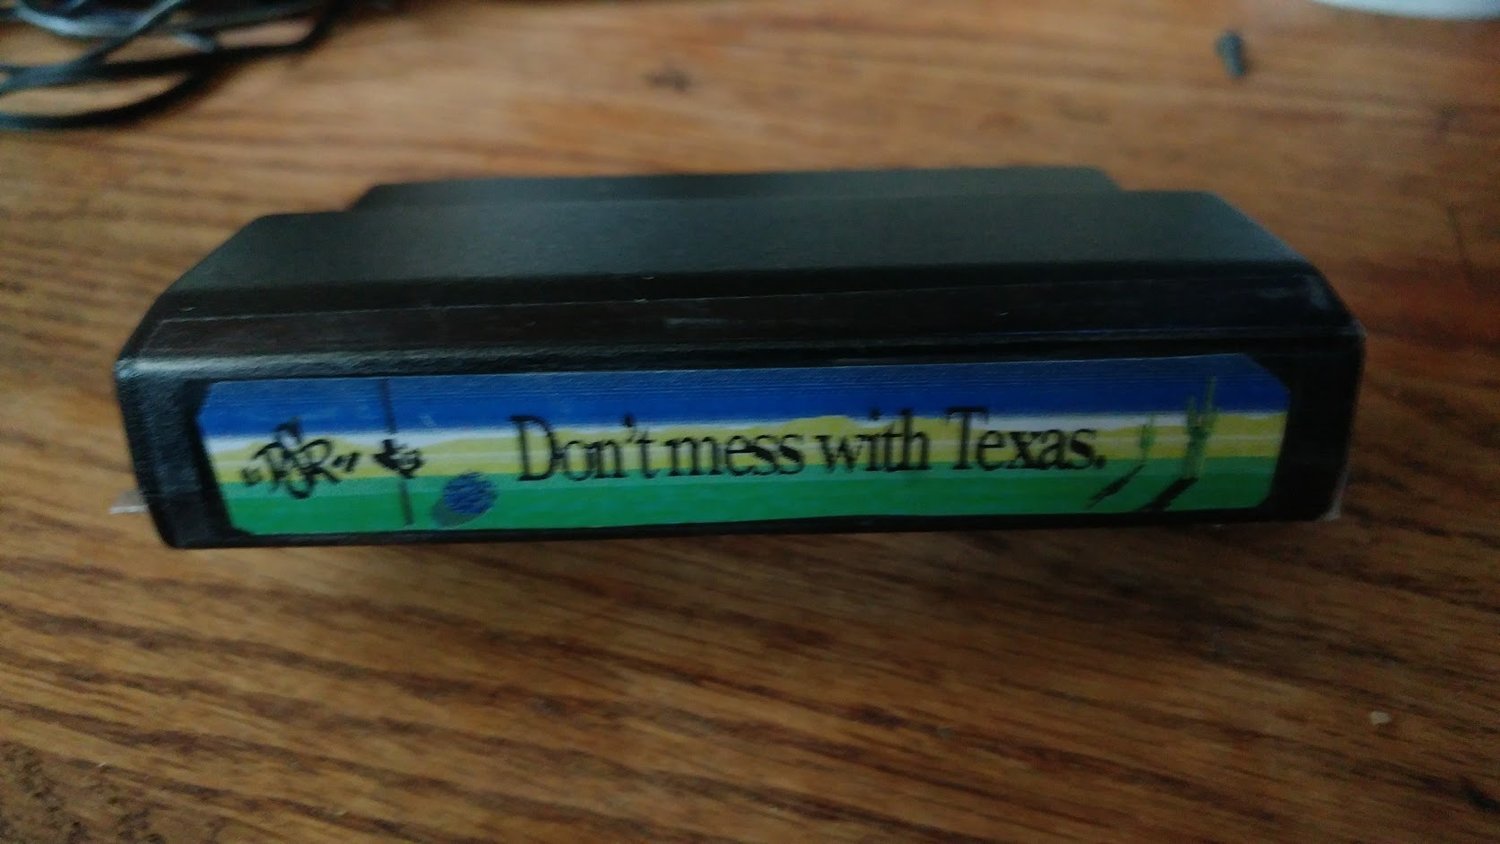 Don't mess with Texas.